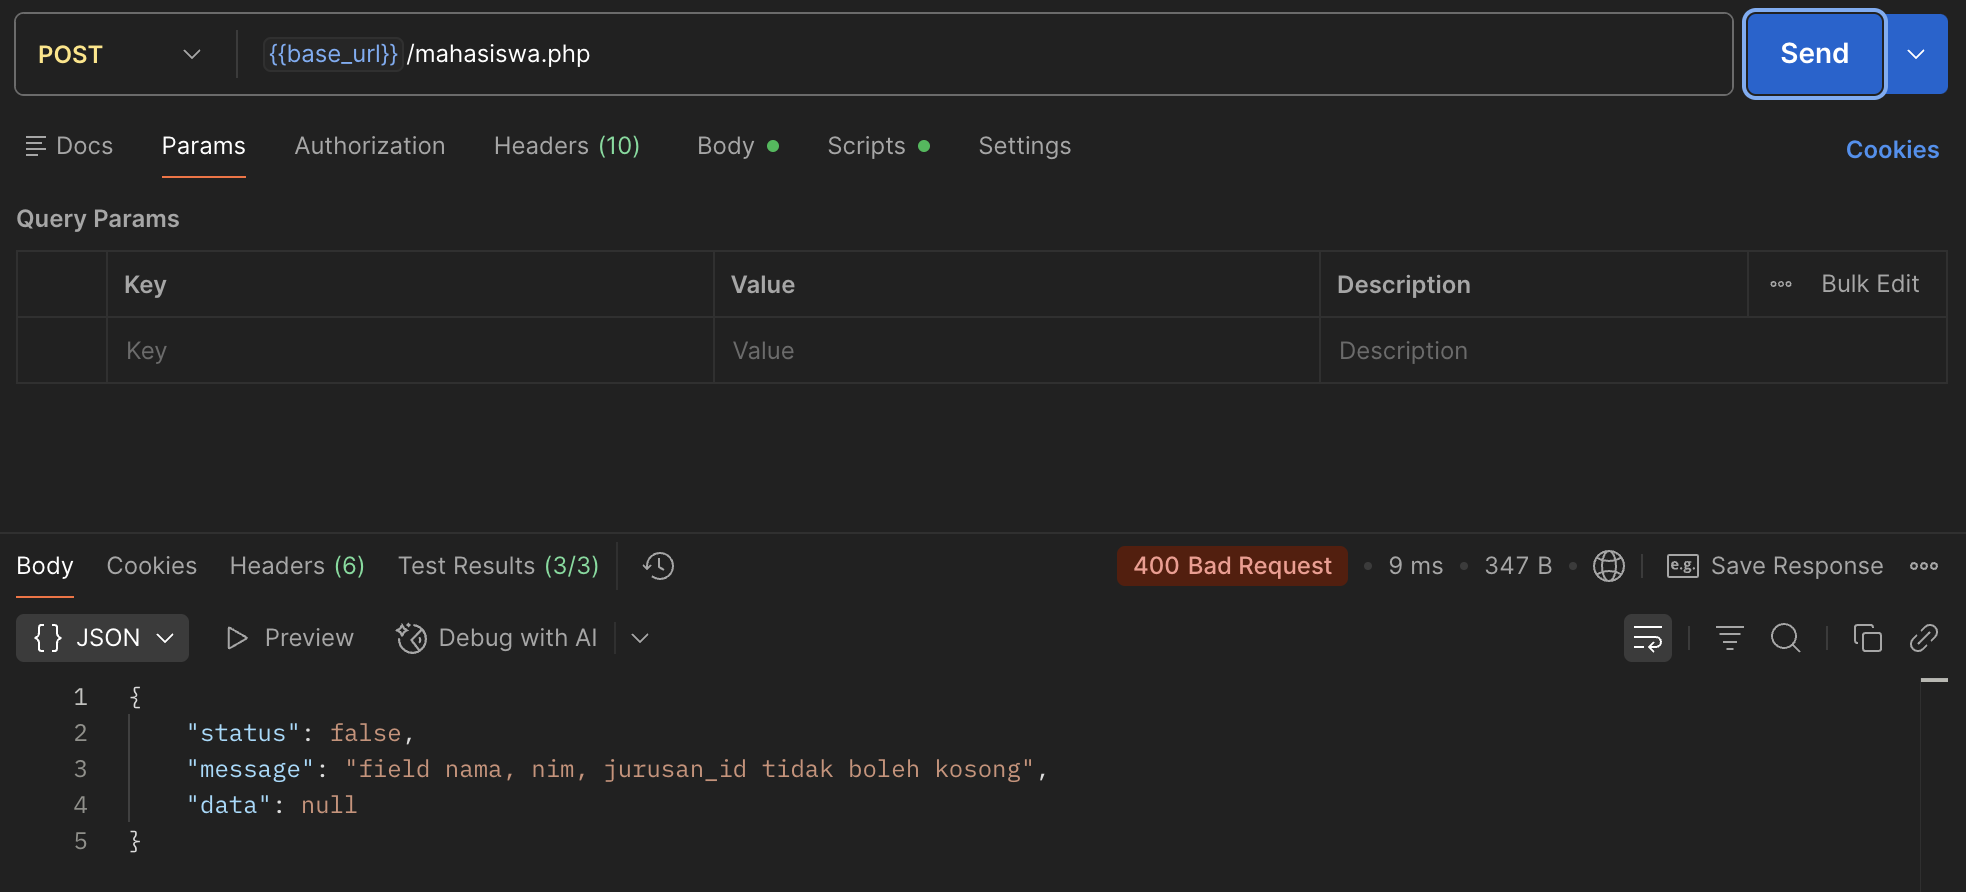 POST {{base_url}}/mahasiswa.php Send
Docs Params Authorization Headers (10) Body Scripts Settings Cookies
Query Params
Key Value Description Bulk Edit
Key Value Description
Body Cookies Headers (6) Test Results (3/3) 400 Bad Request 9 ms 347 B e.g. Save Response
{} JSON Preview Debug with AI
1 {
2 "status": false,
3 "message": "field nama, nim, jurusan_id tidak boleh kosong",
4 "data": null
5 }